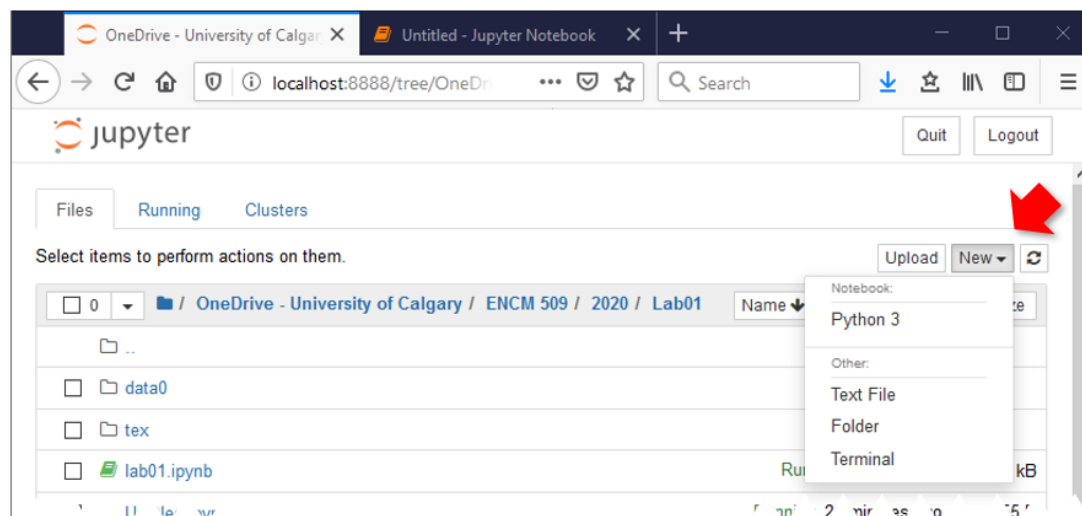 OneDrive - University of Calgar
Untitled - Jupyter Notebook
localhost:8888/tree/OneDr
Search
jupyter
Quit
Logout
Files
Running
Clusters
Select items to perform actions on them.
Upload
New
0
/ OneDrive - University of Calgary / ENCM 509 / 2020 / Lab01
Name
Notebook:
Python 3
Other:
Text File
Folder
Terminal
..
data0
tex
lab01.ipynb
kB